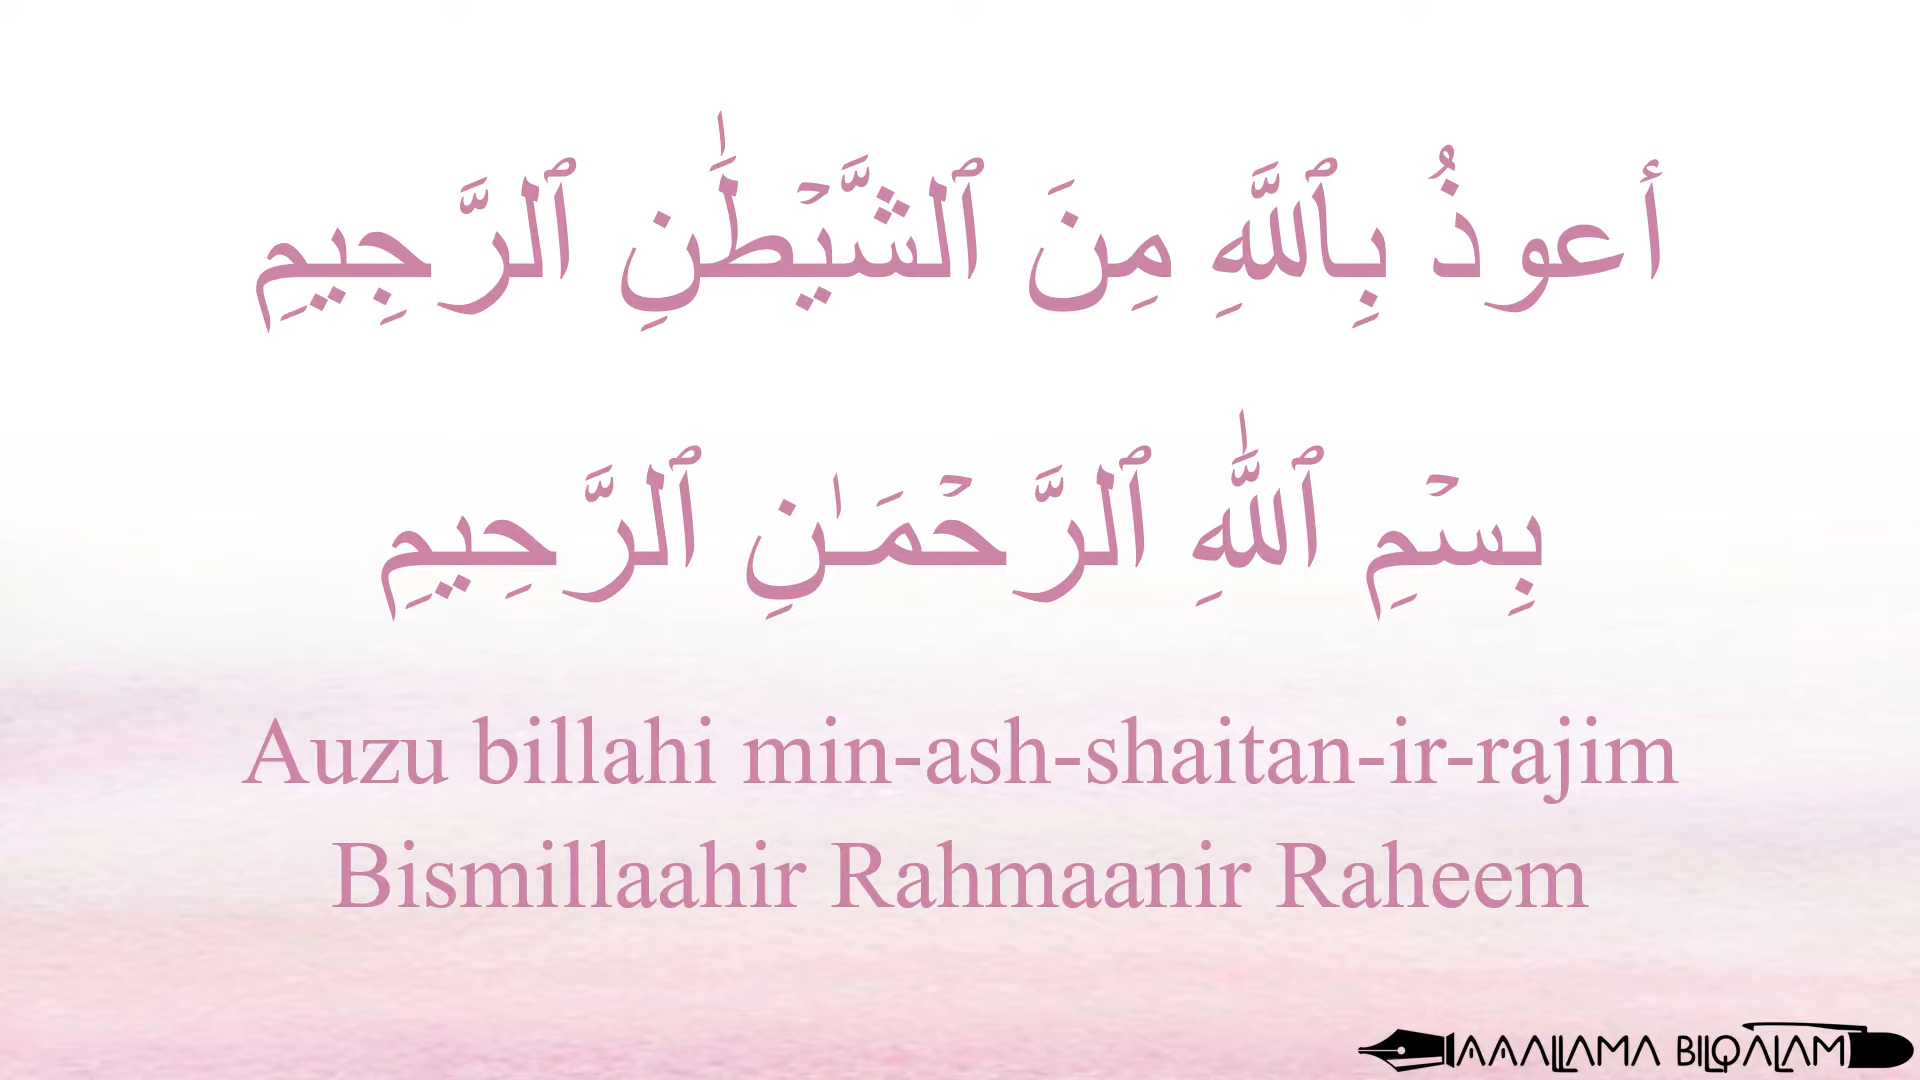 أعوذُ بِٱللَّهِ مِنَ ٱلشَّيۡطَٰنِ ٱلرَّجِيمِ
بِسۡمِ ٱللَّٰهِ ٱلرَّحۡمَـٰنِ ٱلرَّحِيمِ
Auzu billahi min-ash-shaitan-ir-rajim
Bismillaahir Rahmaanir Raheem
AAALLAMA BILQALAM